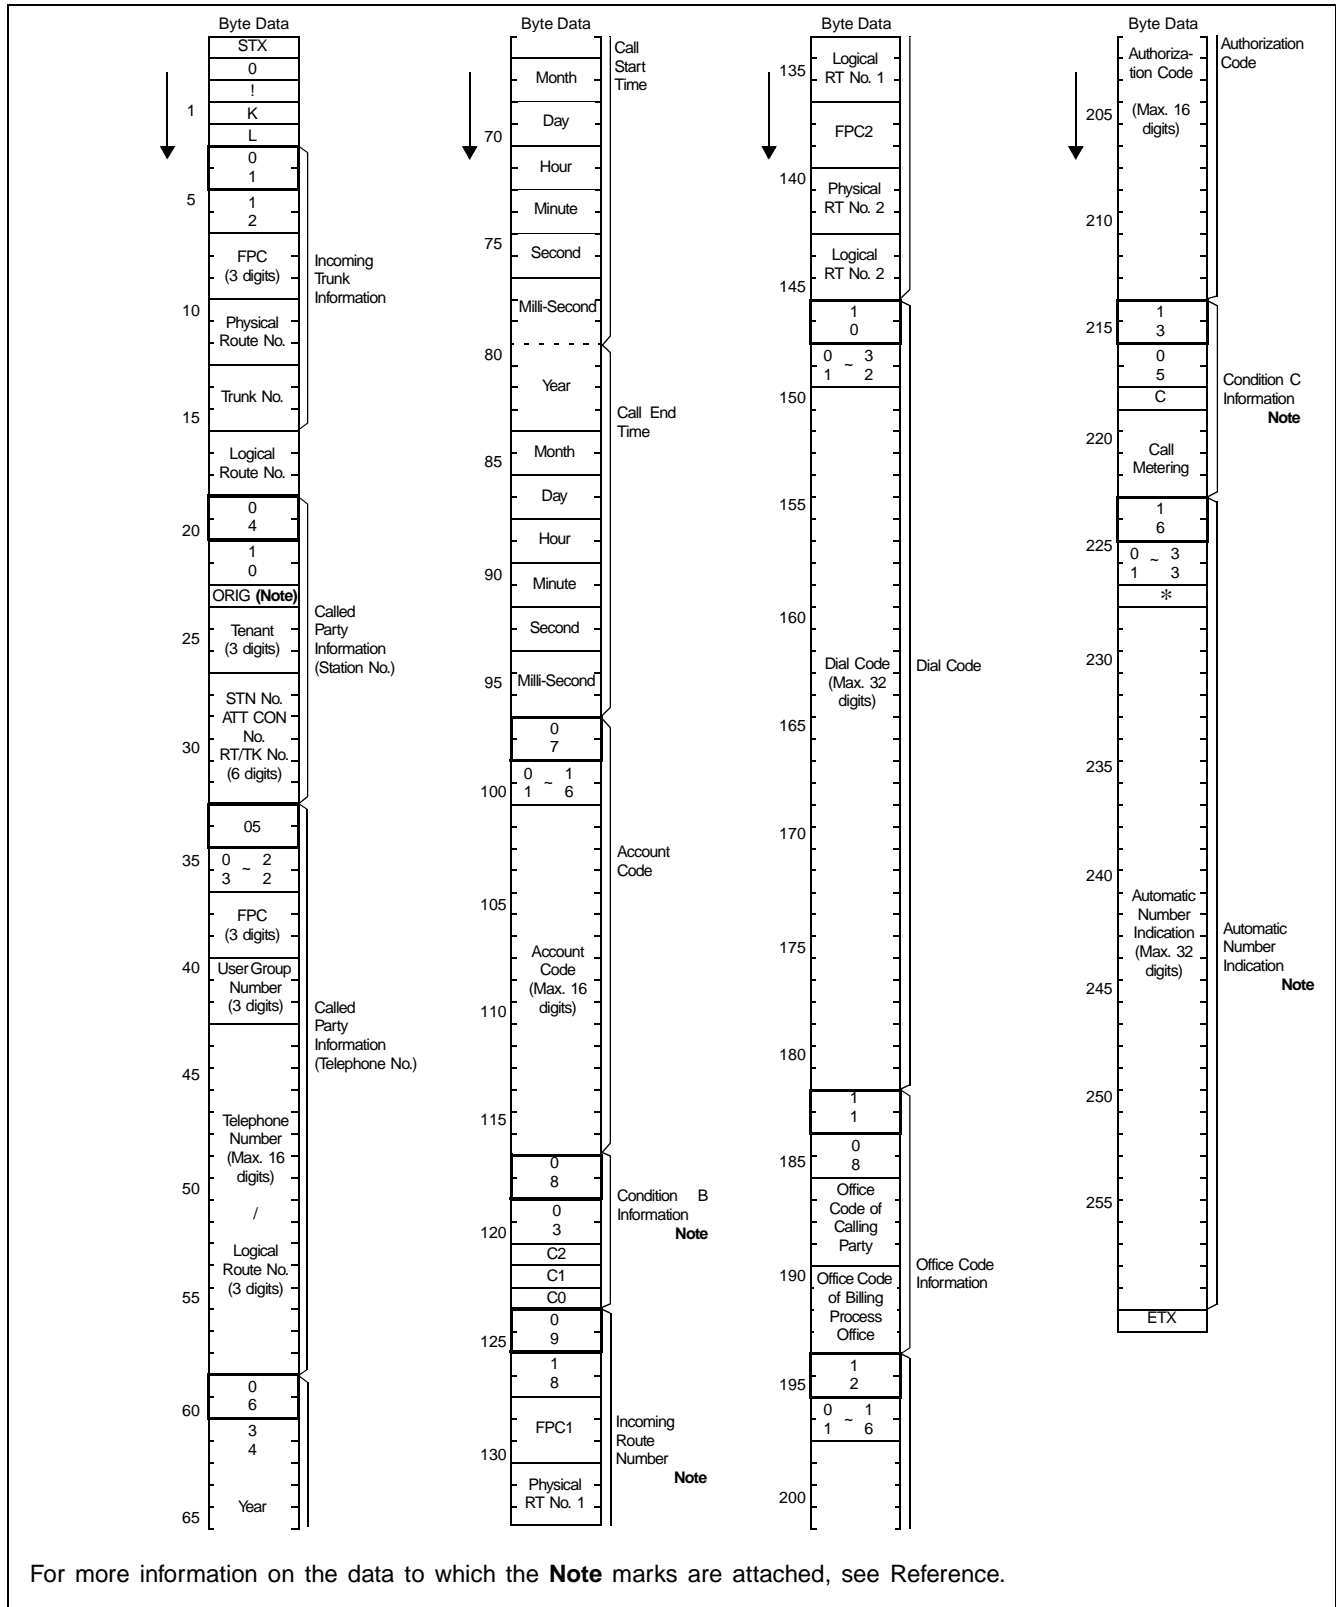 Byte Data
STX
0
!
1
K
L
0
1
5
1
2
FPC
(3 digits)
Incoming
Trunk
Information
10
Physical
Route No.
Trunk No.
15
Logical
Route No.
0
4
20
1
0
ORIG (Note)
Called
Party
Information
(Station No.)
25
Tenant
(3 digits)
STN No.
ATT CON
No.
RT/TK No.
(6 digits)
30
05
35
0 ~ 2
3 2
FPC
(3 digits)
40
User Group
Number
(3 digits)
Called
Party
Information
(Telephone No.)
45
Telephone
Number
(Max. 16
digits)
50
/
Logical
Route No.
(3 digits)
55
0
6
60
3
4
Year
65
Byte Data
Call
Start
Time
Month
Day
70
Hour
Minute
75
Second
Milli-Second
80
Year
Call End
Time
85
Month
Day
Hour
90
Minute
Second
95
Milli-Second
0
7
100
0 ~ 1
1 6
Account
Code
105
Account
Code
(Max. 16
digits)
110
115
0
8
Condition B
Information
Note
120
0
3
C2
C1
C0
0
9
125
1
8
FPC1
Incoming
Route
Number
Note
130
Physical
RT No. 1
Byte Data
135
Logical
RT No. 1
FPC2
140
Physical
RT No. 2
Logical
RT No. 2
145
1
0
0 ~ 3
1 2
150
155
160
Dial Code
(Max. 32
digits)
Dial Code
165
170
175
180
1
1
185
0
8
Office
Code of
Calling
Party
190
Office Code
of Billing
Process
Office
Office Code
Information
195
1
2
0 ~ 1
1 6
200
Byte Data
Authoriza-
tion Code
(Max. 16
digits)
Authorization
Code
205
210
215
1
3
0
5
C
Condition C
Information
Note
220
Call
Metering
1
6
225
0 ~ 3
1 3
*
230
235
240
Automatic
Number
Indication
(Max. 32
digits)
Automatic
Number
Indication
Note
245
250
255
ETX
For more information on the data to which the Note marks are attached, see Reference.